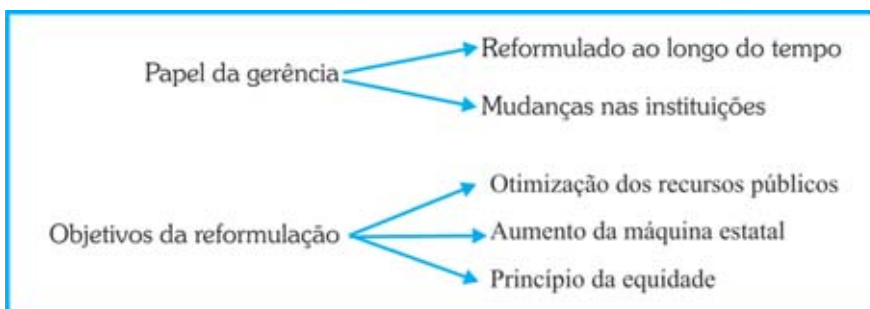 Papel da gerência
Reformulado ao longo do tempo
Mudanças nas instituições
Objetivos da reformulação
Otimização dos recursos públicos
Aumento da máquina estatal
Princípio da equidade